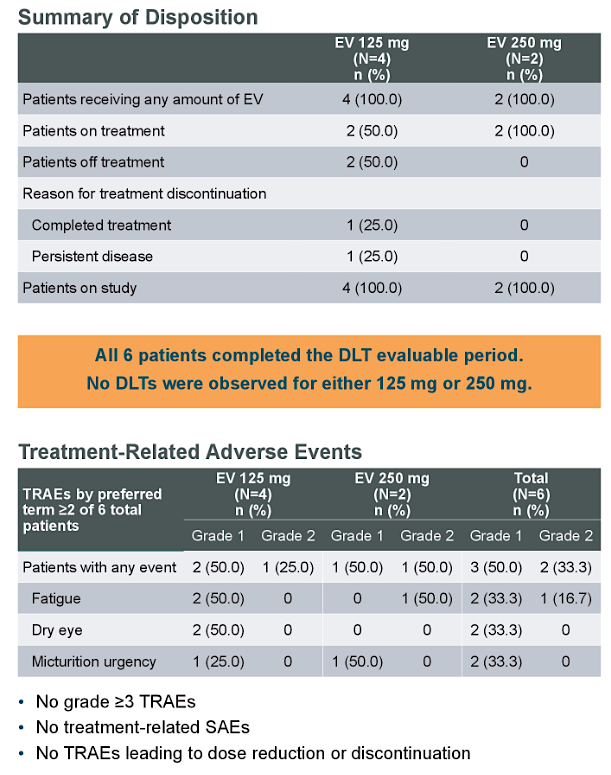 Summary of Disposition
EV 125 mg (N=4) n (%) EV 250 mg (N=2) n (%)
Patients receiving any amount of EV 4 (100.0) 2 (100.0)
Patients on treatment 2 (50.0) 2 (100.0)
Patients off treatment 2 (50.0) 0
Reason for treatment discontinuation
Completed treatment 1 (25.0) 0
Persistent disease 1 (25.0) 0
Patients on study 4 (100.0) 2 (100.0)
All 6 patients completed the DLT evaluable period.
No DLTs were observed for either 125 mg or 250 mg.
Treatment-Related Adverse Events
TRAEs by preferred term ≥2 of 6 total patients EV 125 mg (N=4) n (%) EV 250 mg (N=2) n (%) Total (N=6) n (%)
Grade 1 Grade 2 Grade 1 Grade 2 Grade 1 Grade 2
Patients with any event 2 (50.0) 1 (25.0) 1 (50.0) 1 (50.0) 3 (50.0) 2 (33.3)
Fatigue 2 (50.0) 0 0 1 (50.0) 2 (33.3) 1 (16.7)
Dry eye 2 (50.0) 0 0 0 2 (33.3) 0
Micturition urgency 1 (25.0) 0 1 (50.0) 0 2 (33.3) 0
• No grade ≥3 TRAEs
• No treatment-related SAEs
• No TRAEs leading to dose reduction or discontinuation